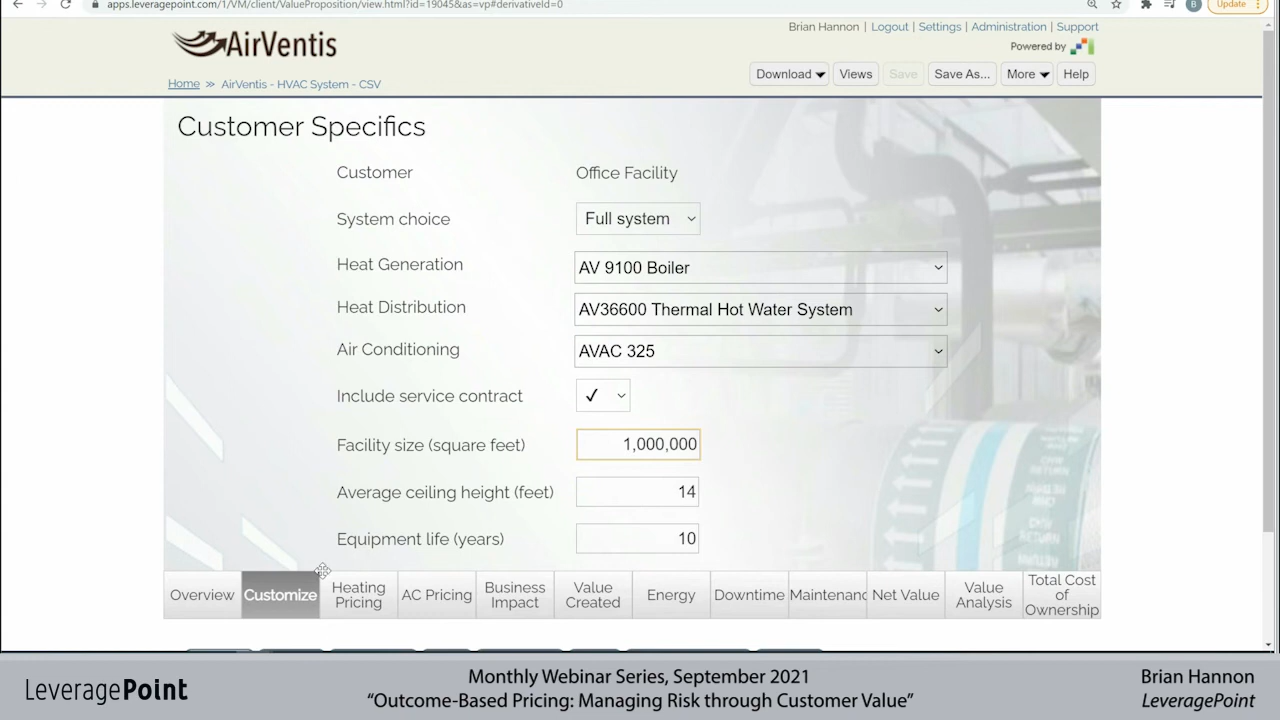 apps.leveragepoint.com/1/VM/client/ValueProposition/view.html?id=19045&as=vp#derivativeId=0
B
Update
AirVentis
Brian Hannon | Logout | Settings | Administration | Support
Powered by
Download Views Save Save As... More Help
Home » AirVentis - HVAC System - CSV
Customer Specifics
Customer Office Facility
System choice Full system
Heat Generation AV 9100 Boiler
Heat Distribution AV36600 Thermal Hot Water System
Air Conditioning AVAC 325
Include service contract ✓
Facility size (square feet) 1,000,000
Average ceiling height (feet) 14
Equipment life (years) 10
Overview Customize Heating Pricing AC Pricing Business Impact Value Created Energy Downtime Maintenanc Net Value Value Analysis Total Cost of Ownership
LeveragePoint
Monthly Webinar Series, September 2021
“Outcome-Based Pricing: Managing Risk through Customer Value”
Brian Hannon
LeveragePoint